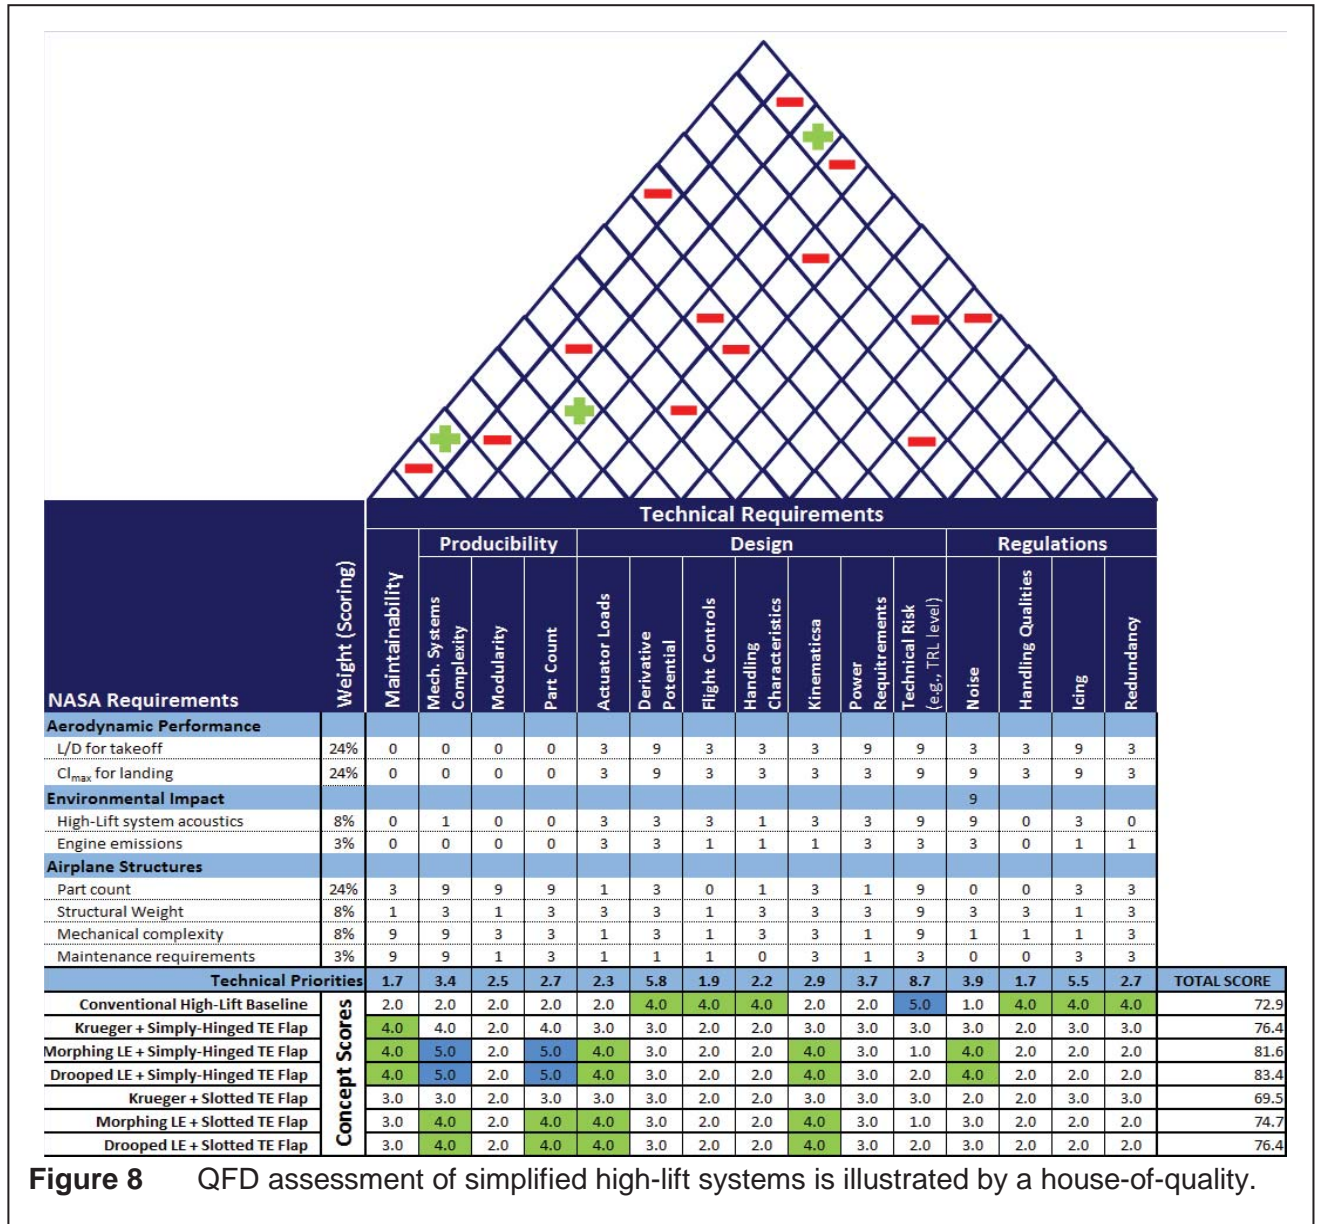 Technical Requirements
Producibility Design Regulations
NASA Requirements
Weight (Scoring)
Maintainability
Mech. Systems
Complexity
Modularity
Part Count
Actuator Loads
Derivative
Potential
Flight Controls
Handling
Characteristics
Kinematicsa
Power
Requitrements
Technical Risk
(e.g., TRL level)
Noise
Handling Qualities
Icing
Redundancy
Aerodynamic Performance
L/D for takeoff 24% 0 0 0 0 3 9 3 3 3 9 9 3 3 9 3
Clmax for landing 24% 0 0 0 0 3 9 3 3 3 3 9 9 3 9 3
Environmental Impact 9
High-Lift system acoustics 8% 0 1 0 0 3 3 3 1 3 3 9 9 0 3 0
Engine emissions 3% 0 0 0 0 3 3 1 1 1 3 3 3 0 1 1
Airplane Structures
Part count 24% 3 9 9 9 1 3 0 1 3 1 9 0 0 3 3
Structural Weight 8% 1 3 1 3 3 3 1 3 3 3 9 3 3 1 3
Mechanical complexity 8% 9 9 3 3 1 3 1 3 3 1 9 1 1 1 3
Maintenance requirements 3% 9 9 1 3 1 1 1 0 3 1 3 0 0 3 3
Technical Priorities 1.7 3.4 2.5 2.7 2.3 5.8 1.9 2.2 2.9 3.7 8.7 3.9 1.7 5.5 2.7 TOTAL SCORE
Concept Scores
Conventional High-Lift Baseline 2.0 2.0 2.0 2.0 2.0 4.0 4.0 4.0 2.0 2.0 5.0 1.0 4.0 4.0 4.0 72.9
Krueger + Simply-Hinged TE Flap 4.0 4.0 2.0 4.0 3.0 3.0 2.0 2.0 3.0 3.0 3.0 3.0 2.0 3.0 3.0 76.4
Morphing LE + Simply-Hinged TE Flap 4.0 5.0 2.0 5.0 4.0 3.0 2.0 2.0 4.0 3.0 1.0 4.0 2.0 2.0 2.0 81.6
Drooped LE + Simply-Hinged TE Flap 4.0 5.0 2.0 5.0 4.0 3.0 2.0 2.0 4.0 3.0 2.0 4.0 2.0 2.0 2.0 83.4
Krueger + Slotted TE Flap 3.0 3.0 2.0 3.0 3.0 3.0 2.0 2.0 3.0 3.0 3.0 2.0 2.0 3.0 3.0 69.5
Morphing LE + Slotted TE Flap 3.0 4.0 2.0 4.0 4.0 3.0 2.0 2.0 4.0 3.0 1.0 3.0 2.0 2.0 2.0 74.7
Drooped LE + Slotted TE Flap 3.0 4.0 2.0 4.0 4.0 3.0 2.0 2.0 4.0 3.0 2.0 3.0 2.0 2.0 2.0 76.4
Figure 8 QFD assessment of simplified high-lift systems is illustrated by a house-of-quality.